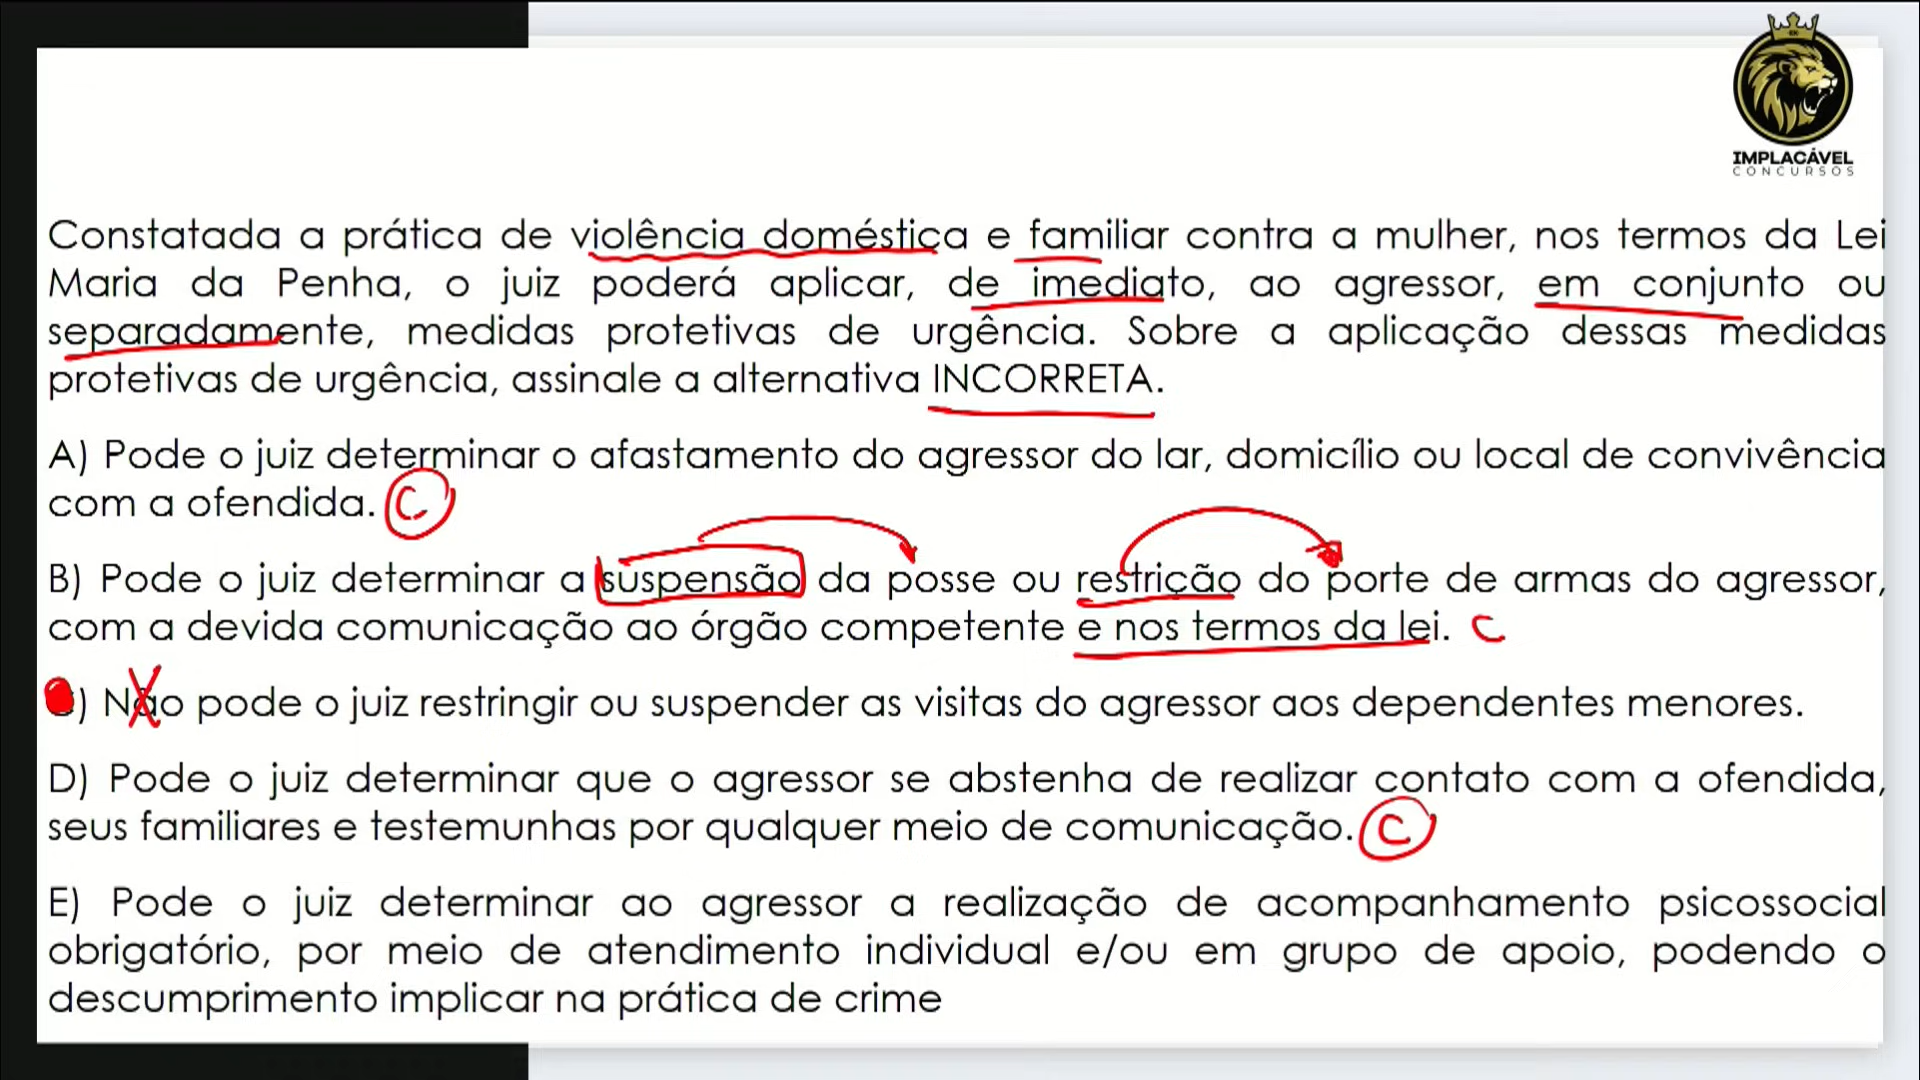 IMPLACÁVEL
CONCURSOS
Constatada a prática de violência doméstica e familiar contra a mulher, nos termos da Lei
Maria da Penha, o juiz poderá aplicar, de imediato, ao agressor, em conjunto ou
separadamente, medidas protetivas de urgência. Sobre a aplicação dessas medidas
protetivas de urgência, assinale a alternativa INCORRETA.
A) Pode o juiz determinar o afastamento do agressor do lar, domicílio ou local de convivência
com a ofendida. C
B) Pode o juiz determinar a suspensão da posse ou restrição do porte de armas do agressor,
com a devida comunicação ao órgão competente e nos termos da lei. C
) Não pode o juiz restringir ou suspender as visitas do agressor aos dependentes menores.
D) Pode o juiz determinar que o agressor se abstenha de realizar contato com a ofendida,
seus familiares e testemunhas por qualquer meio de comunicação. C
E) Pode o juiz determinar ao agressor a realização de acompanhamento psicossocial
obrigatório, por meio de atendimento individual e/ou em grupo de apoio, podendo o
descumprimento implicar na prática de crime